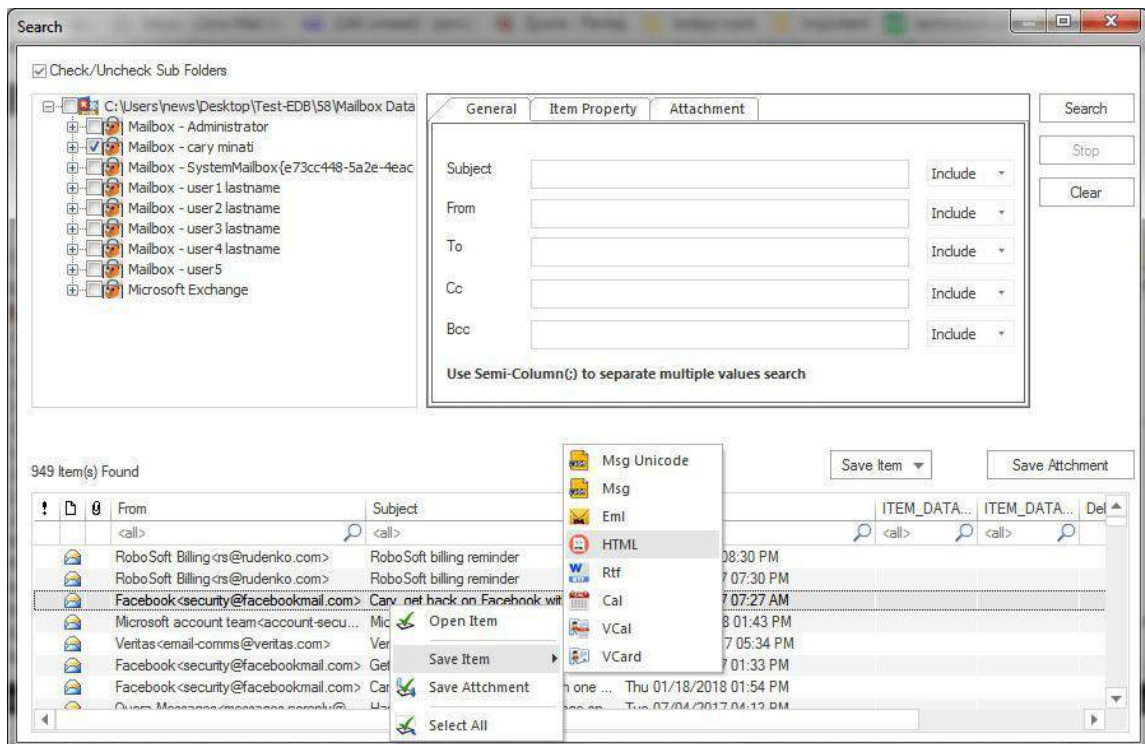 Search
Check/Uncheck Sub Folders
C:\Users\news\Desktop\Test-EDB\58\Mailbox Data
Mailbox - Administrator
Mailbox - cary minati
Mailbox - SystemMailbox{e73cc448-5a2e-4eac
Mailbox - user1 lastname
Mailbox - user2 lastname
Mailbox - user3 lastname
Mailbox - user4 lastname
Mailbox - user5
Microsoft Exchange
General Item Property Attachment
Subject Include
From Include
To Include
Cc Include
Bcc Include
Use Semi-Column(;) to separate multiple values search
Search
Stop
Clear
949 Item(s) Found
Save Item Save Attchment
From Subject ITEM_DATA... ITEM_DATA... Del
<all> <all> <all> <all>
RoboSoft Billing<rs@rudenko.com> RoboSoft billing reminder 08:30 PM
RoboSoft Billing<rs@rudenko.com> RoboSoft billing reminder 7 07:30 PM
Facebook<security@facebookmail.com> Cary, get back on Facebook wit 7 07:27 AM
Microsoft account team<account-secu... Mic 8 01:43 PM
Veritas<email-comms@veritas.com> Ver 7 05:34 PM
Facebook<security@facebookmail.com> Get 7 01:33 PM
Facebook<security@facebookmail.com> Car n one ... Thu 01/18/2018 01:54 PM
Tue 07/04/2017 04:13 PM
Open Item
Save Item
Save Attchment
Select All
Msg Unicode
Msg
Eml
HTML
Rtf
Cal
VCal
VCard